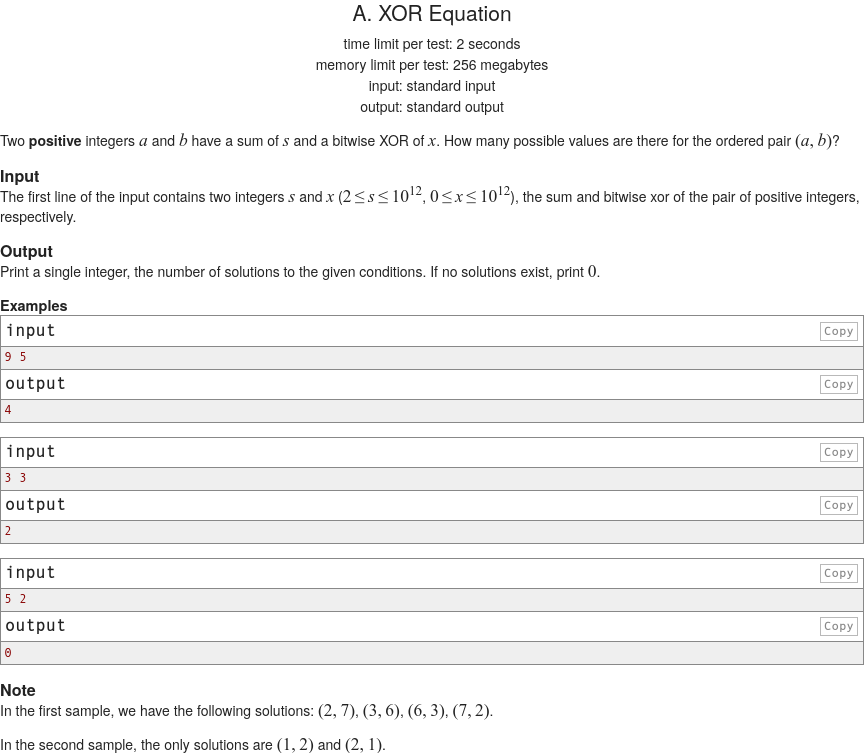 A. XOR Equation
time limit per test: 2 seconds
memory limit per test: 256 megabytes
input: standard input
output: standard output
Two positive integers a and b have a sum of s and a bitwise XOR of x. How many possible values are there for the ordered pair (a, b)?
Input
The first line of the input contains two integers s and x (2 ≤ s ≤ 10^12, 0 ≤ x ≤ 10^12), the sum and bitwise xor of the pair of positive integers,
respectively.
Output
Print a single integer, the number of solutions to the given conditions. If no solutions exist, print 0.
Examples
input Copy
9 5
output Copy
4
input Copy
3 3
output Copy
2
input Copy
5 2
output Copy
0
Note
In the first sample, we have the following solutions: (2, 7), (3, 6), (6, 3), (7, 2).
In the second sample, the only solutions are (1, 2) and (2, 1).